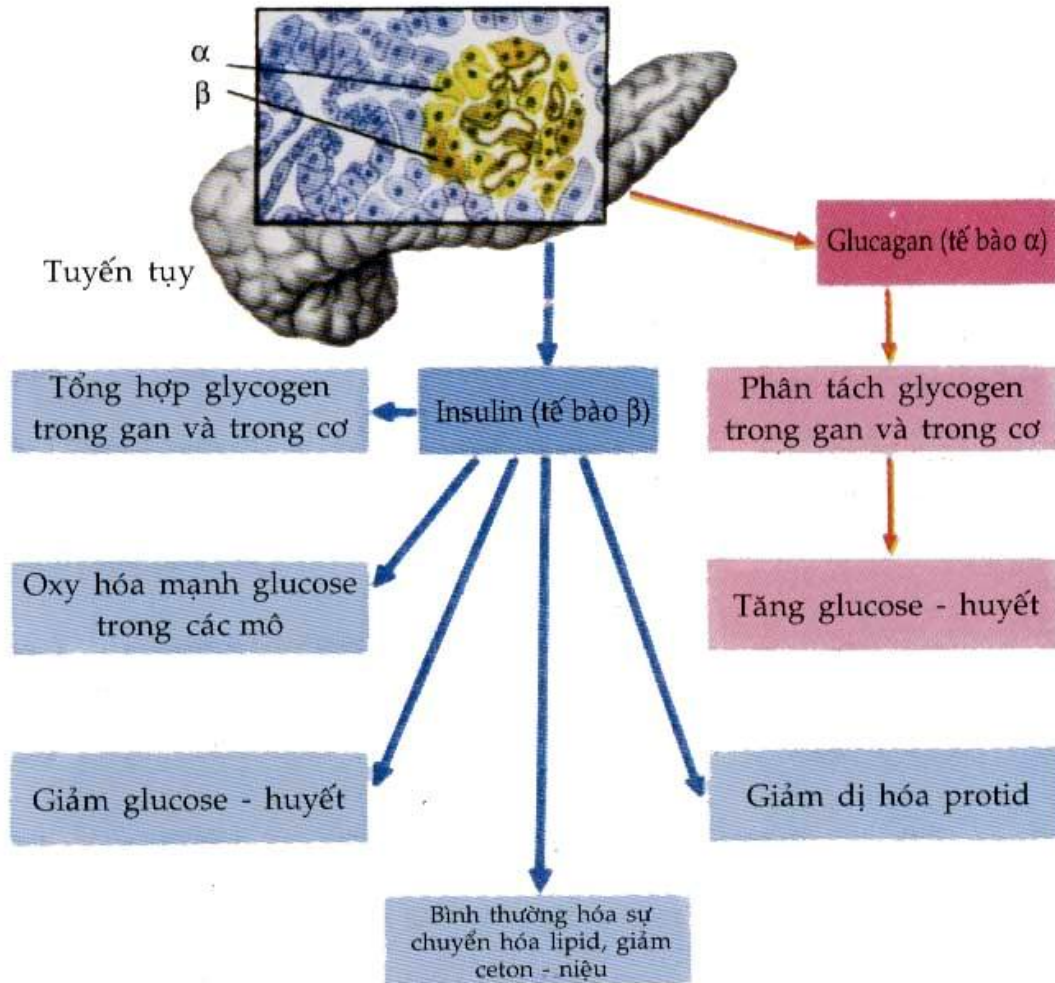 α
β
Tuyến tụy
Glucagan (tế bào α)
Tổng hợp glycogen
trong gan và trong cơ
Insulin (tế bào β)
Phân tách glycogen
trong gan và trong cơ
Oxy hóa mạnh glucose
trong các mô
Tăng glucose - huyết
Giảm glucose - huyết
Giảm dị hóa protid
Bình thường hóa sự
chuyển hóa lipid, giảm
ceton - niệu